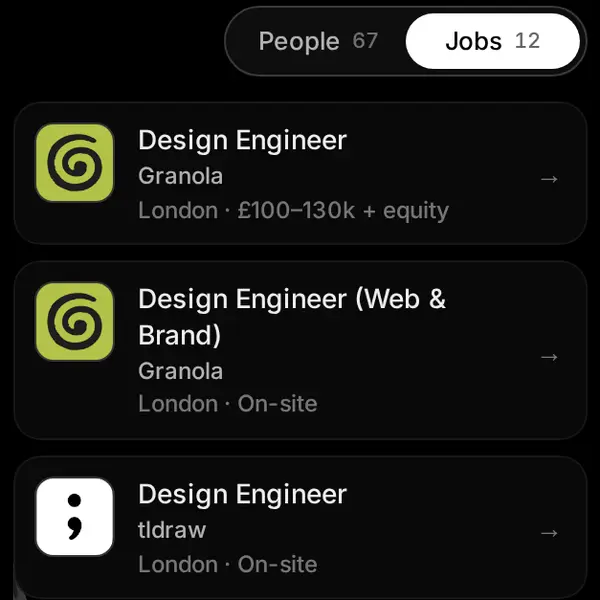 People 67 Jobs 12
Design Engineer
Granola
London · £100–130k + equity
→
Design Engineer (Web &
Brand)
Granola
London · On-site
→
Design Engineer
tldraw
London · On-site
→